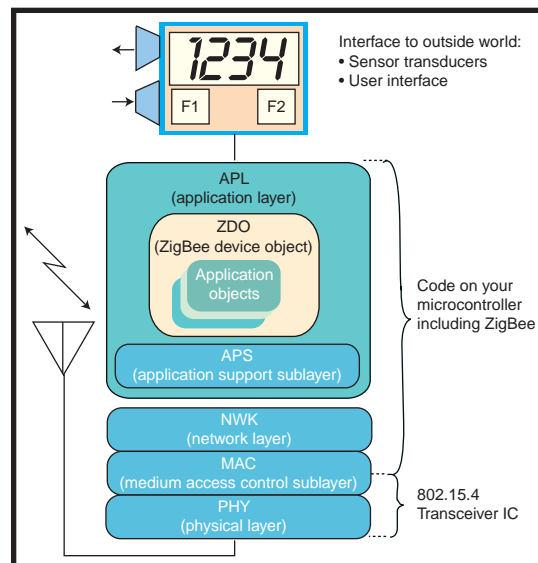 Interface to outside world:
• Sensor transducers
• User interface
1234
F1 F2
APL
(application layer)
ZDO
(ZigBee device object)
Application
objects
APS
(application support sublayer)
Code on your
microcontroller
including ZigBee
NWK
(network layer)
MAC
(medium access control sublayer)
PHY
(physical layer)
802.15.4
Transceiver IC